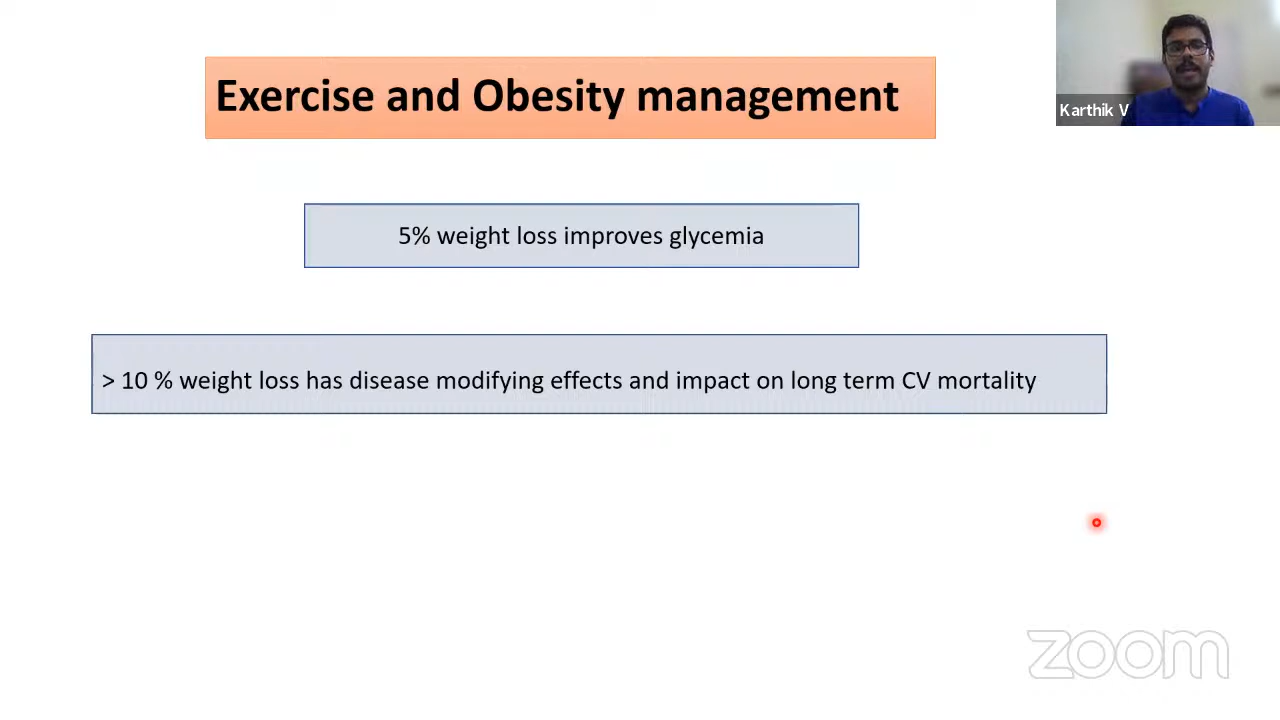 Exercise and Obesity management
Karthik V
5% weight loss improves glycemia
> 10 % weight loss has disease modifying effects and impact on long term CV mortality
zoom